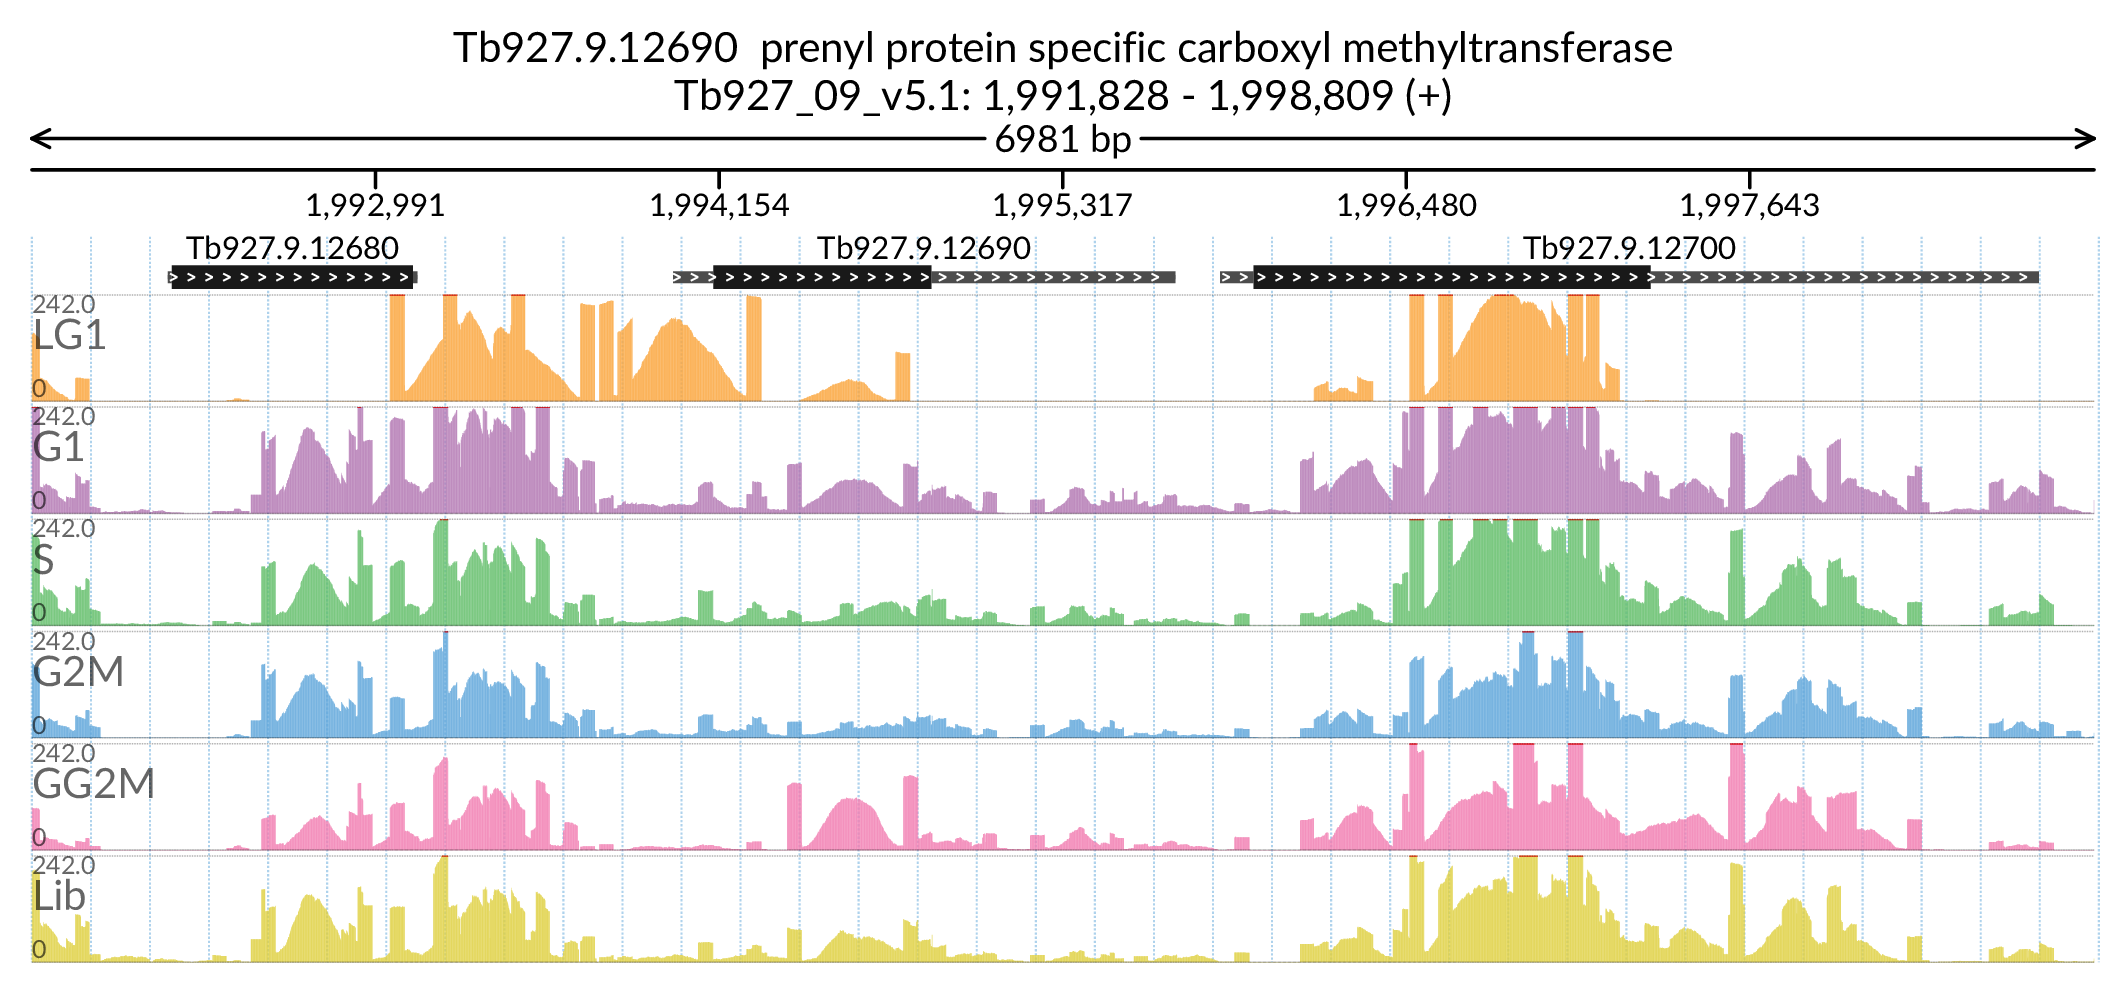 Tb927.9.12690  prenyl protein specific carboxyl methyltransferase
Tb927_09_v5.1: 1,991,828 - 1,998,809 (+)
6981 bp
1,992,991 1,994,154 1,995,317 1,996,480 1,997,643
Tb927.9.12680 Tb927.9.12690 Tb927.9.12700
242.0
LG1
0
242.0
G1
0
242.0
S
0
242.0
G2M
0
242.0
GG2M
0
242.0
Lib
0